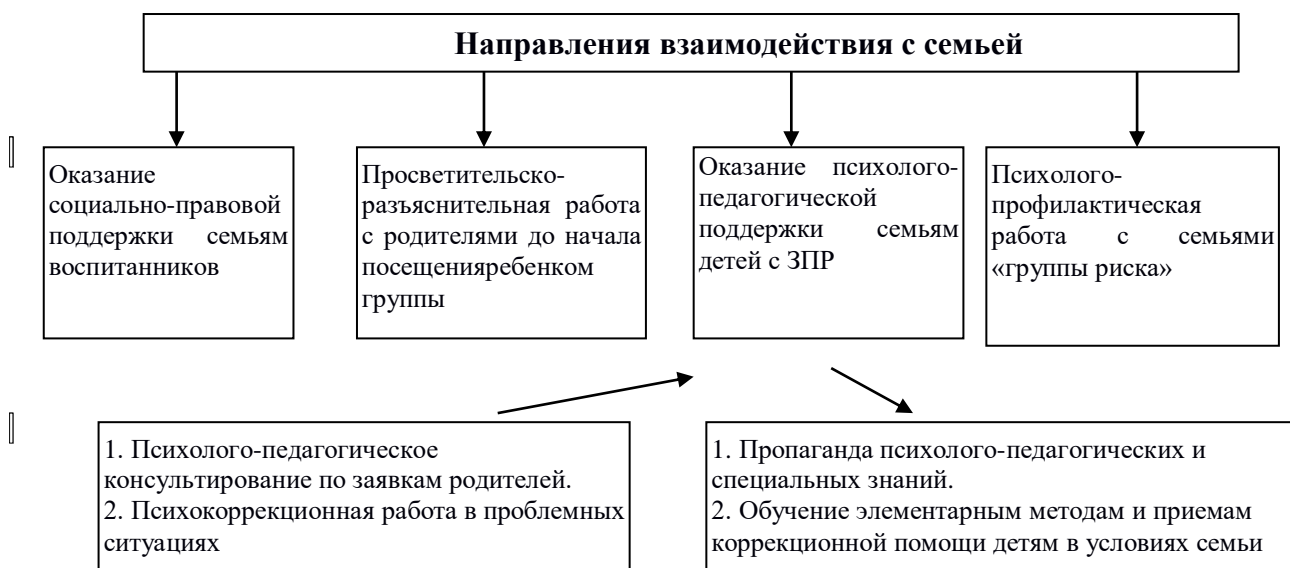 Направления взаимодействия с семьей
Оказание
социально-правовой
поддержки семьям
воспитанников
Просветительско-
разъяснительная работа
с родителями до начала
посещенияребенком
группы
Оказание психолого-
педагогической
поддержки семьям
детей с ЗПР
Психолого-
профилактическая
работа с семьями
«группы риска»
1. Психолого-педагогическое
консультирование по заявкам родителей.
2. Психокоррекционная работа в проблемных
ситуациях
1. Пропаганда психолого-педагогических и
специальных знаний.
2. Обучение элементарным методам и приемам
коррекционной помощи детям в условиях семьи